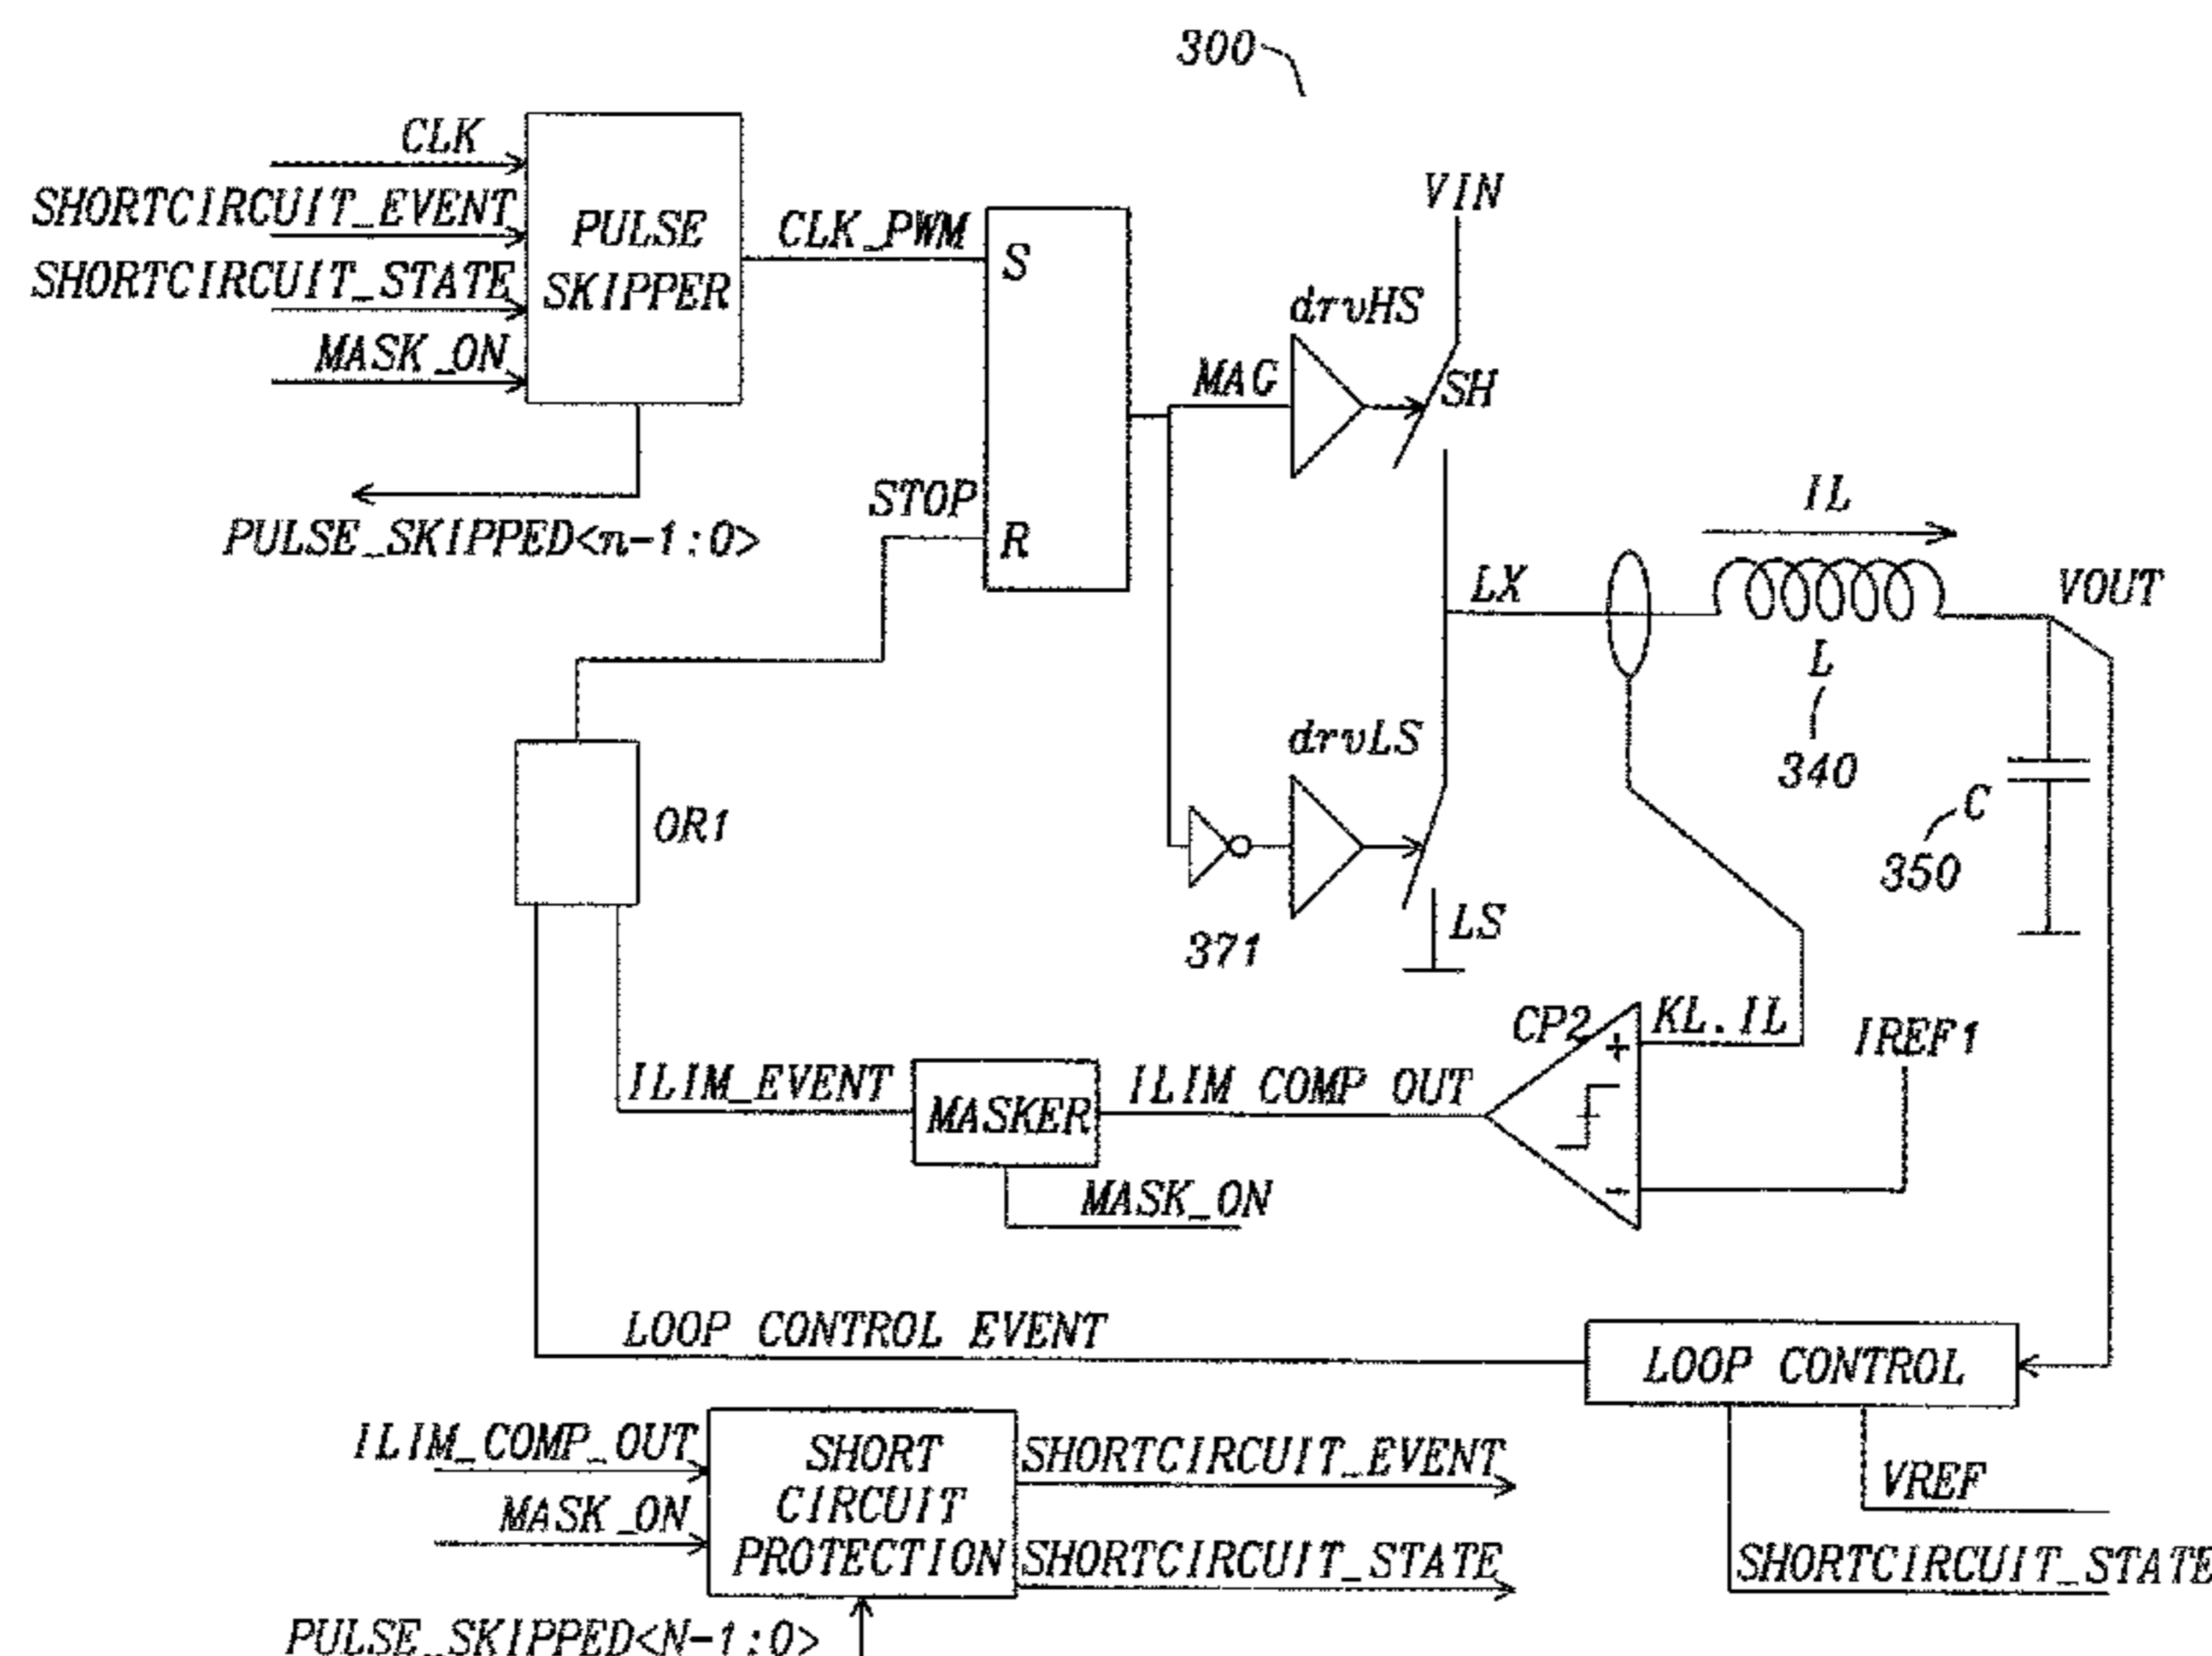 300
CLK
SHORTCIRCUIT_EVENT
SHORTCIRCUIT_STATE
MASK_ON
PULSE
SKIPPER
CLK_PWM
S
STOP
R
PULSE_SKIPPED<n-1:0>
VIN
drvHS
MAG
SH
IL
LX
VOUT
L
340
C
350
drvLS
371
LS
OR1
CP2
+
KL.IL
IREF1
-
ILIM_EVENT
MASKER
ILIM COMP OUT
MASK_ON
LOOP CONTROL EVENT
LOOP CONTROL
VREF
SHORTCIRCUIT_STATE
ILIM_COMP_OUT
MASK_ON
SHORT
CIRCUIT
PROTECTION
SHORTCIRCUIT_EVENT
SHORTCIRCUIT_STATE
PULSE_SKIPPED<N-1:0>